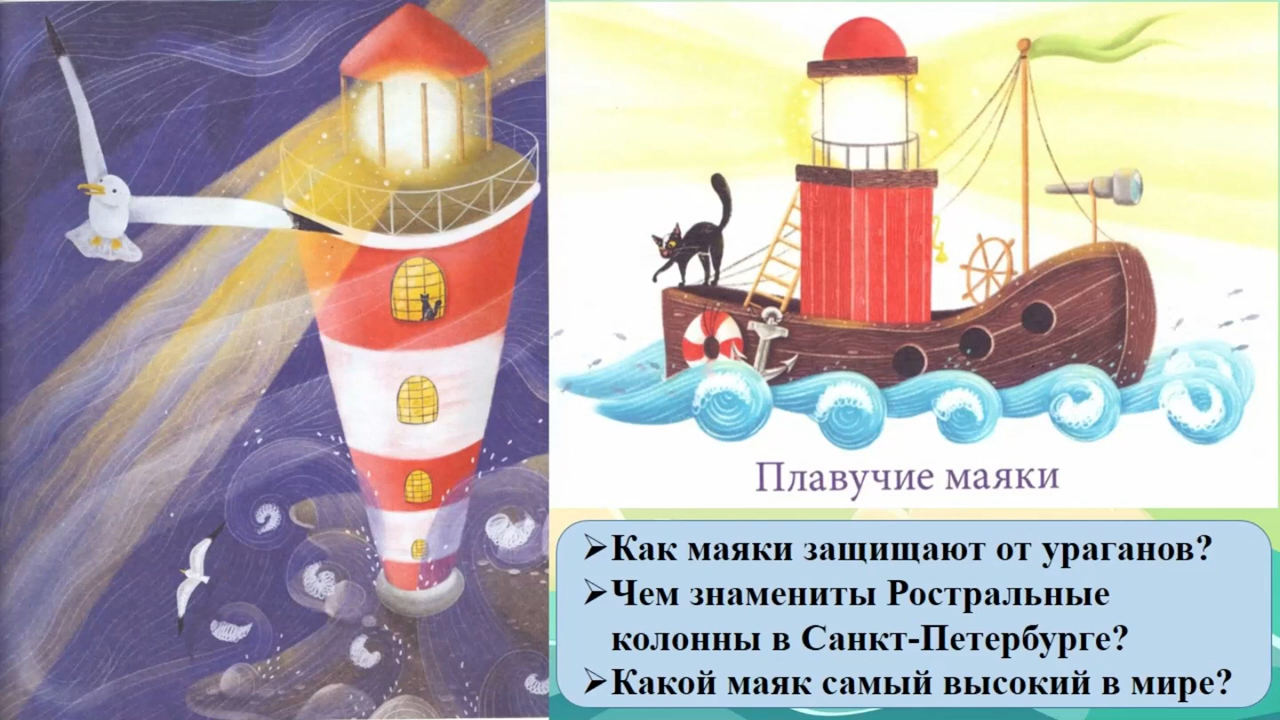 Плавучие маяки
➢Как маяки защищают от ураганов?
➢Чем знамениты Ростральные
колонны в Санкт-Петербурге?
➢Какой маяк самый высокий в мире?